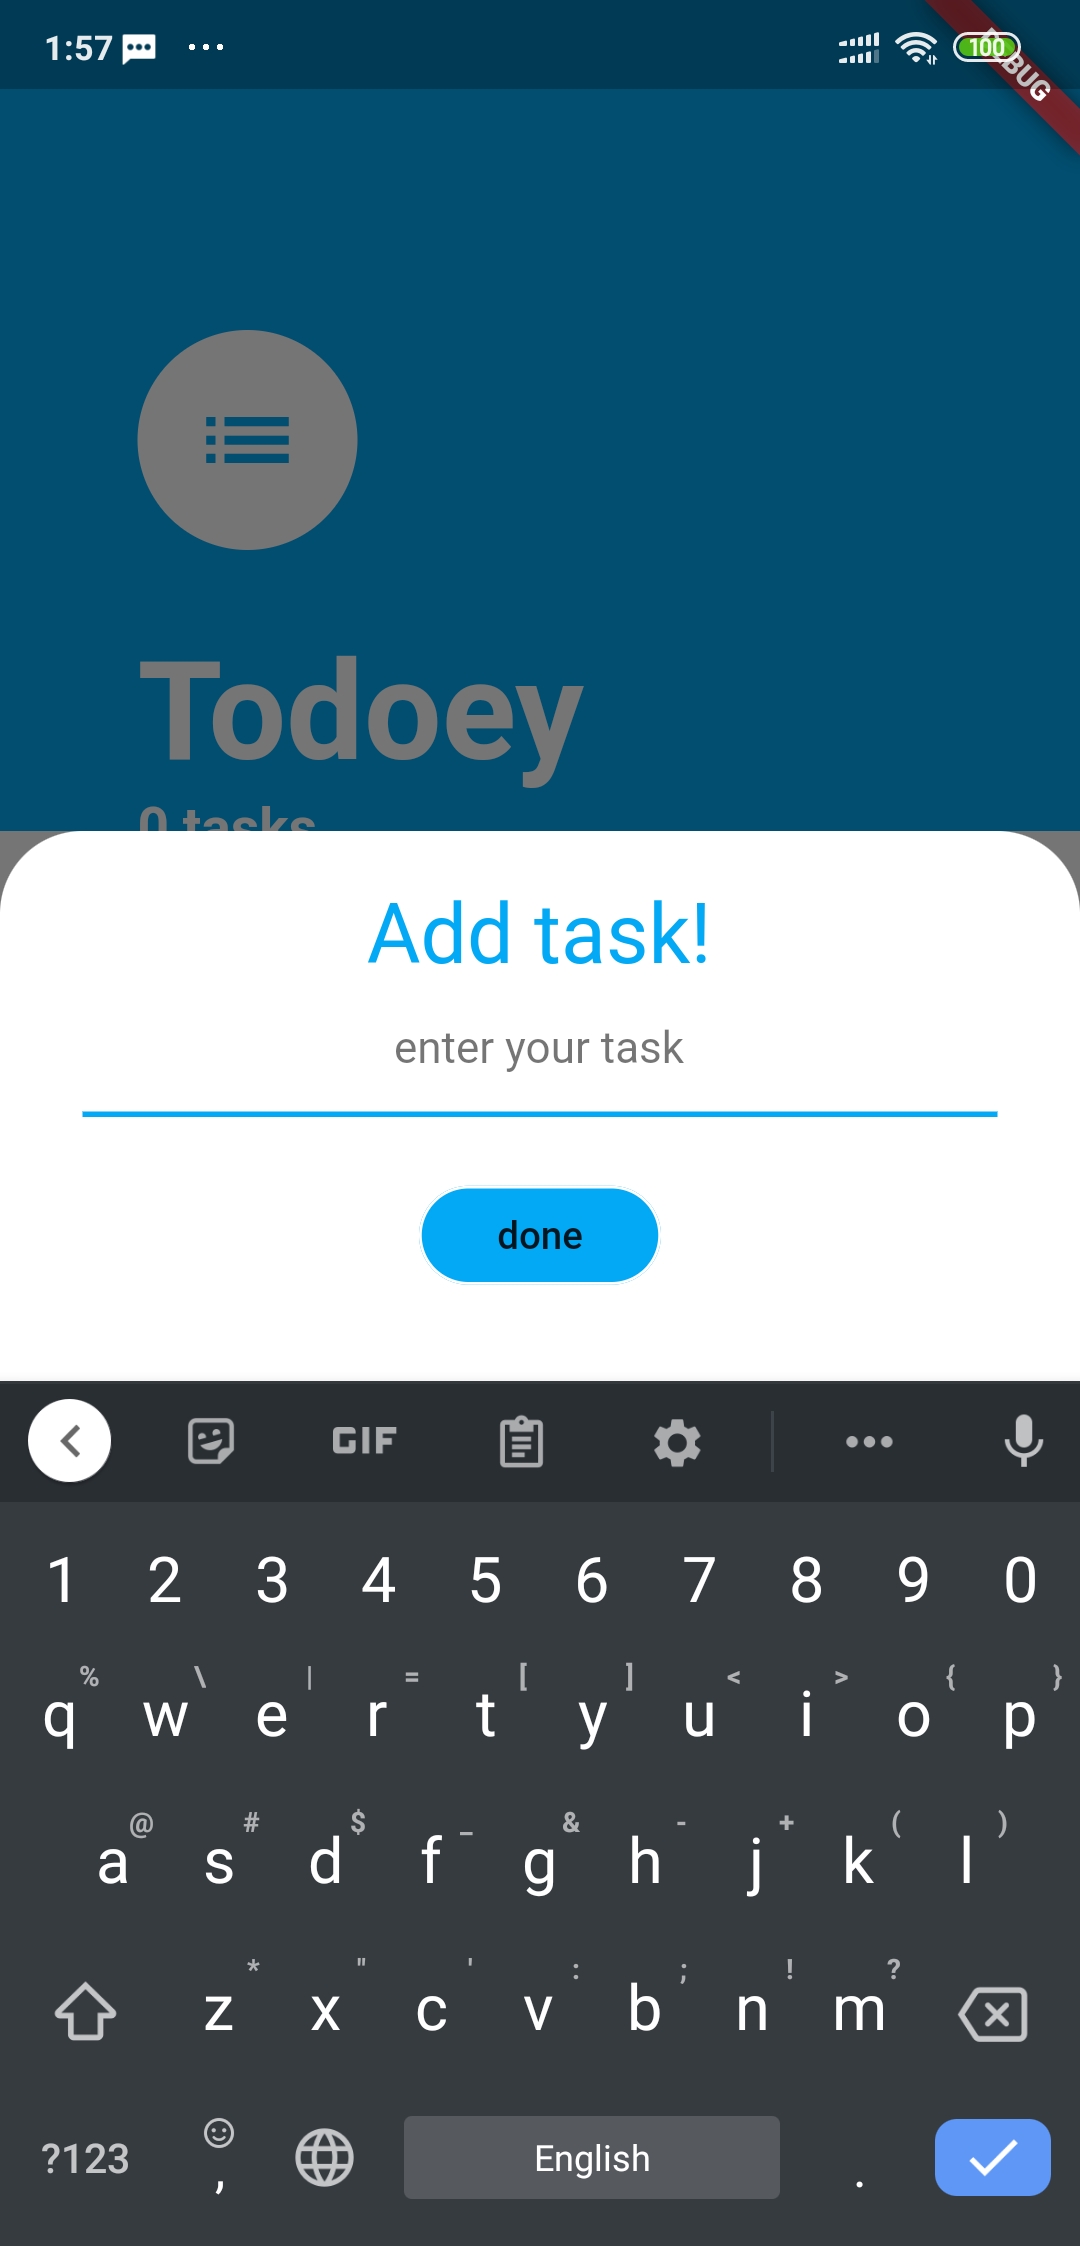 1:57
100
DEBUG
Todoey
0 tasks
Add task!
enter your task
done
GIF
1 2 3 4 5 6 7 8 9 0
% \ | = [ ] < > { }
q w e r t y u i o p
@ # $ _ & - + ( )
a s d f g h j k l
* " ' : ; ! ?
z x c v b n m
?123 , English .